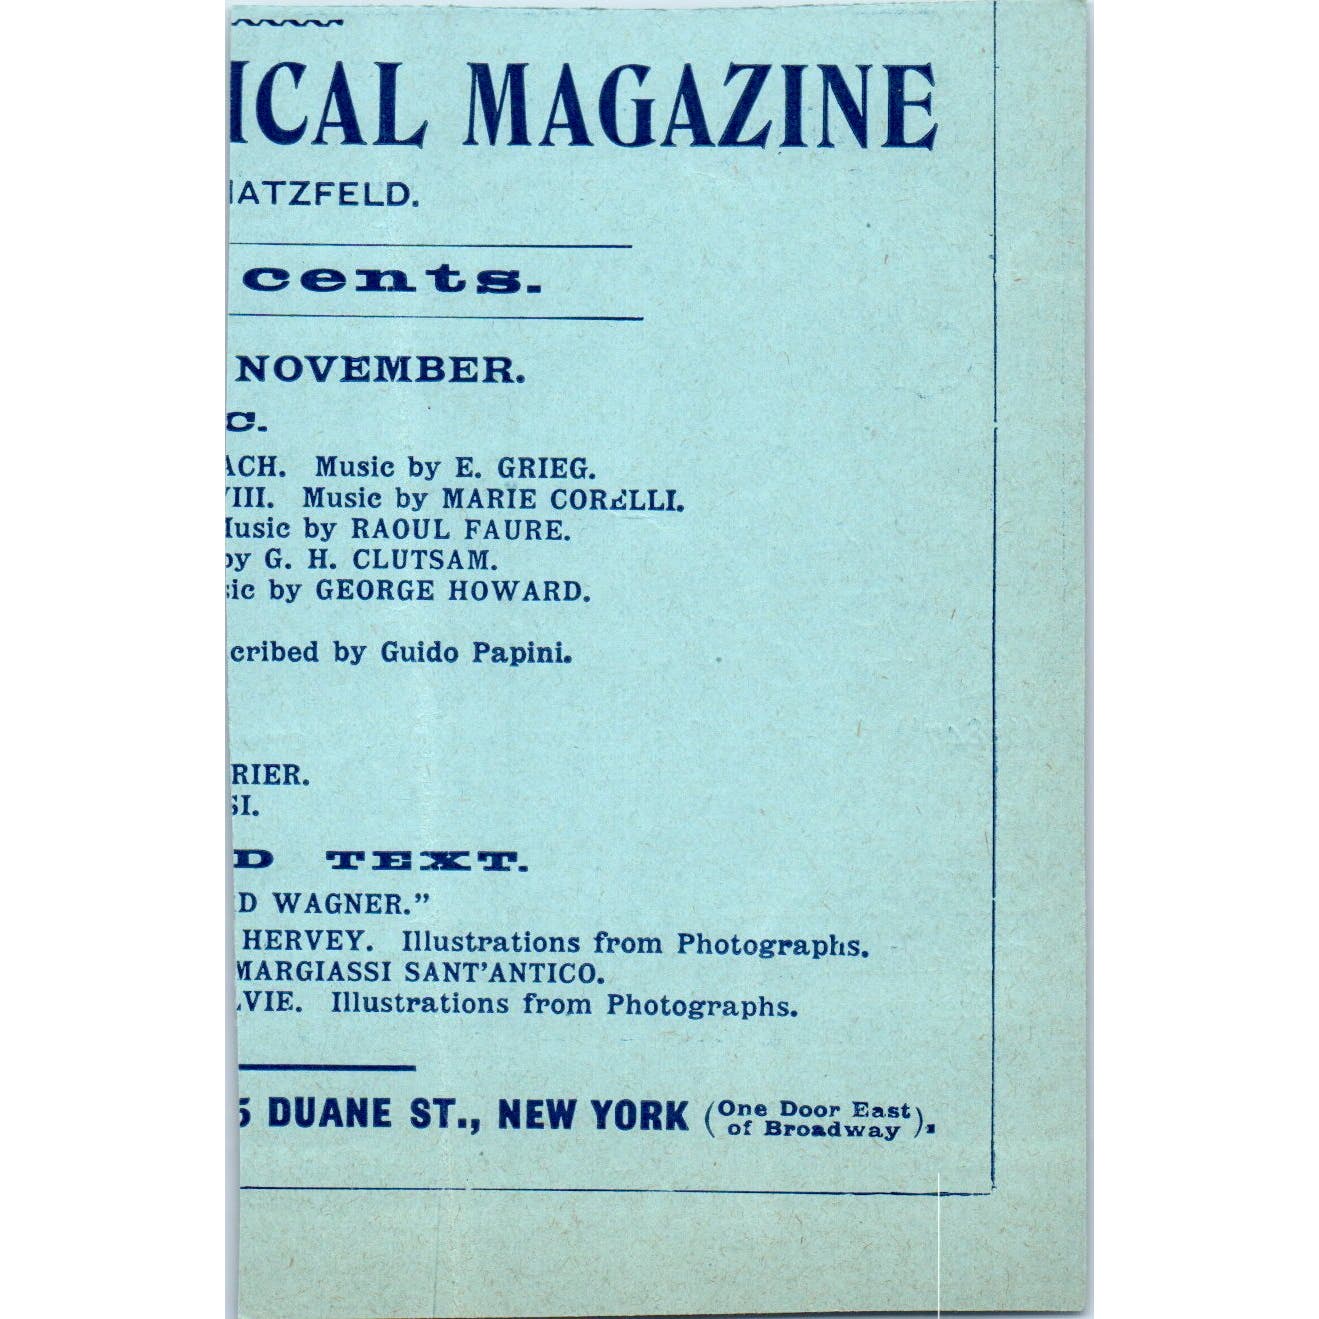 ICAL MAGAZINE
HATZFELD.
cents.
NOVEMBER.
C.
ACH. Music by E. GRIEG.
VIII. Music by MARIE CORELLI.
Music by RAOUL FAURE.
by G. H. CLUTSAM.
sic by GEORGE HOWARD.
cribed by Guido Papini.
RIER.
SI.
D TEXT.
D WAGNER.”
HERVEY. Illustrations from Photographs.
MARGIASSI SANT'ANTICO.
LVIE. Illustrations from Photographs.
5 DUANE ST., NEW YORK (One Door East of Broadway).